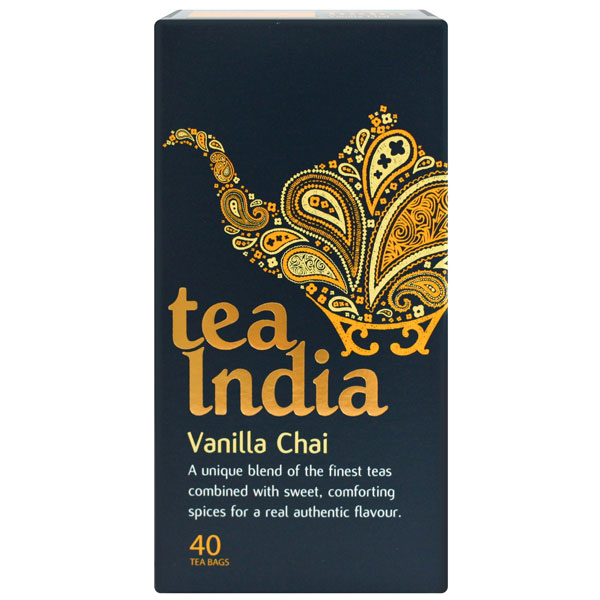 tea
India
Vanilla Chai
A unique blend of the finest teas
combined with sweet, comforting
spices for a real authentic flavour.
40
TEA BAGS